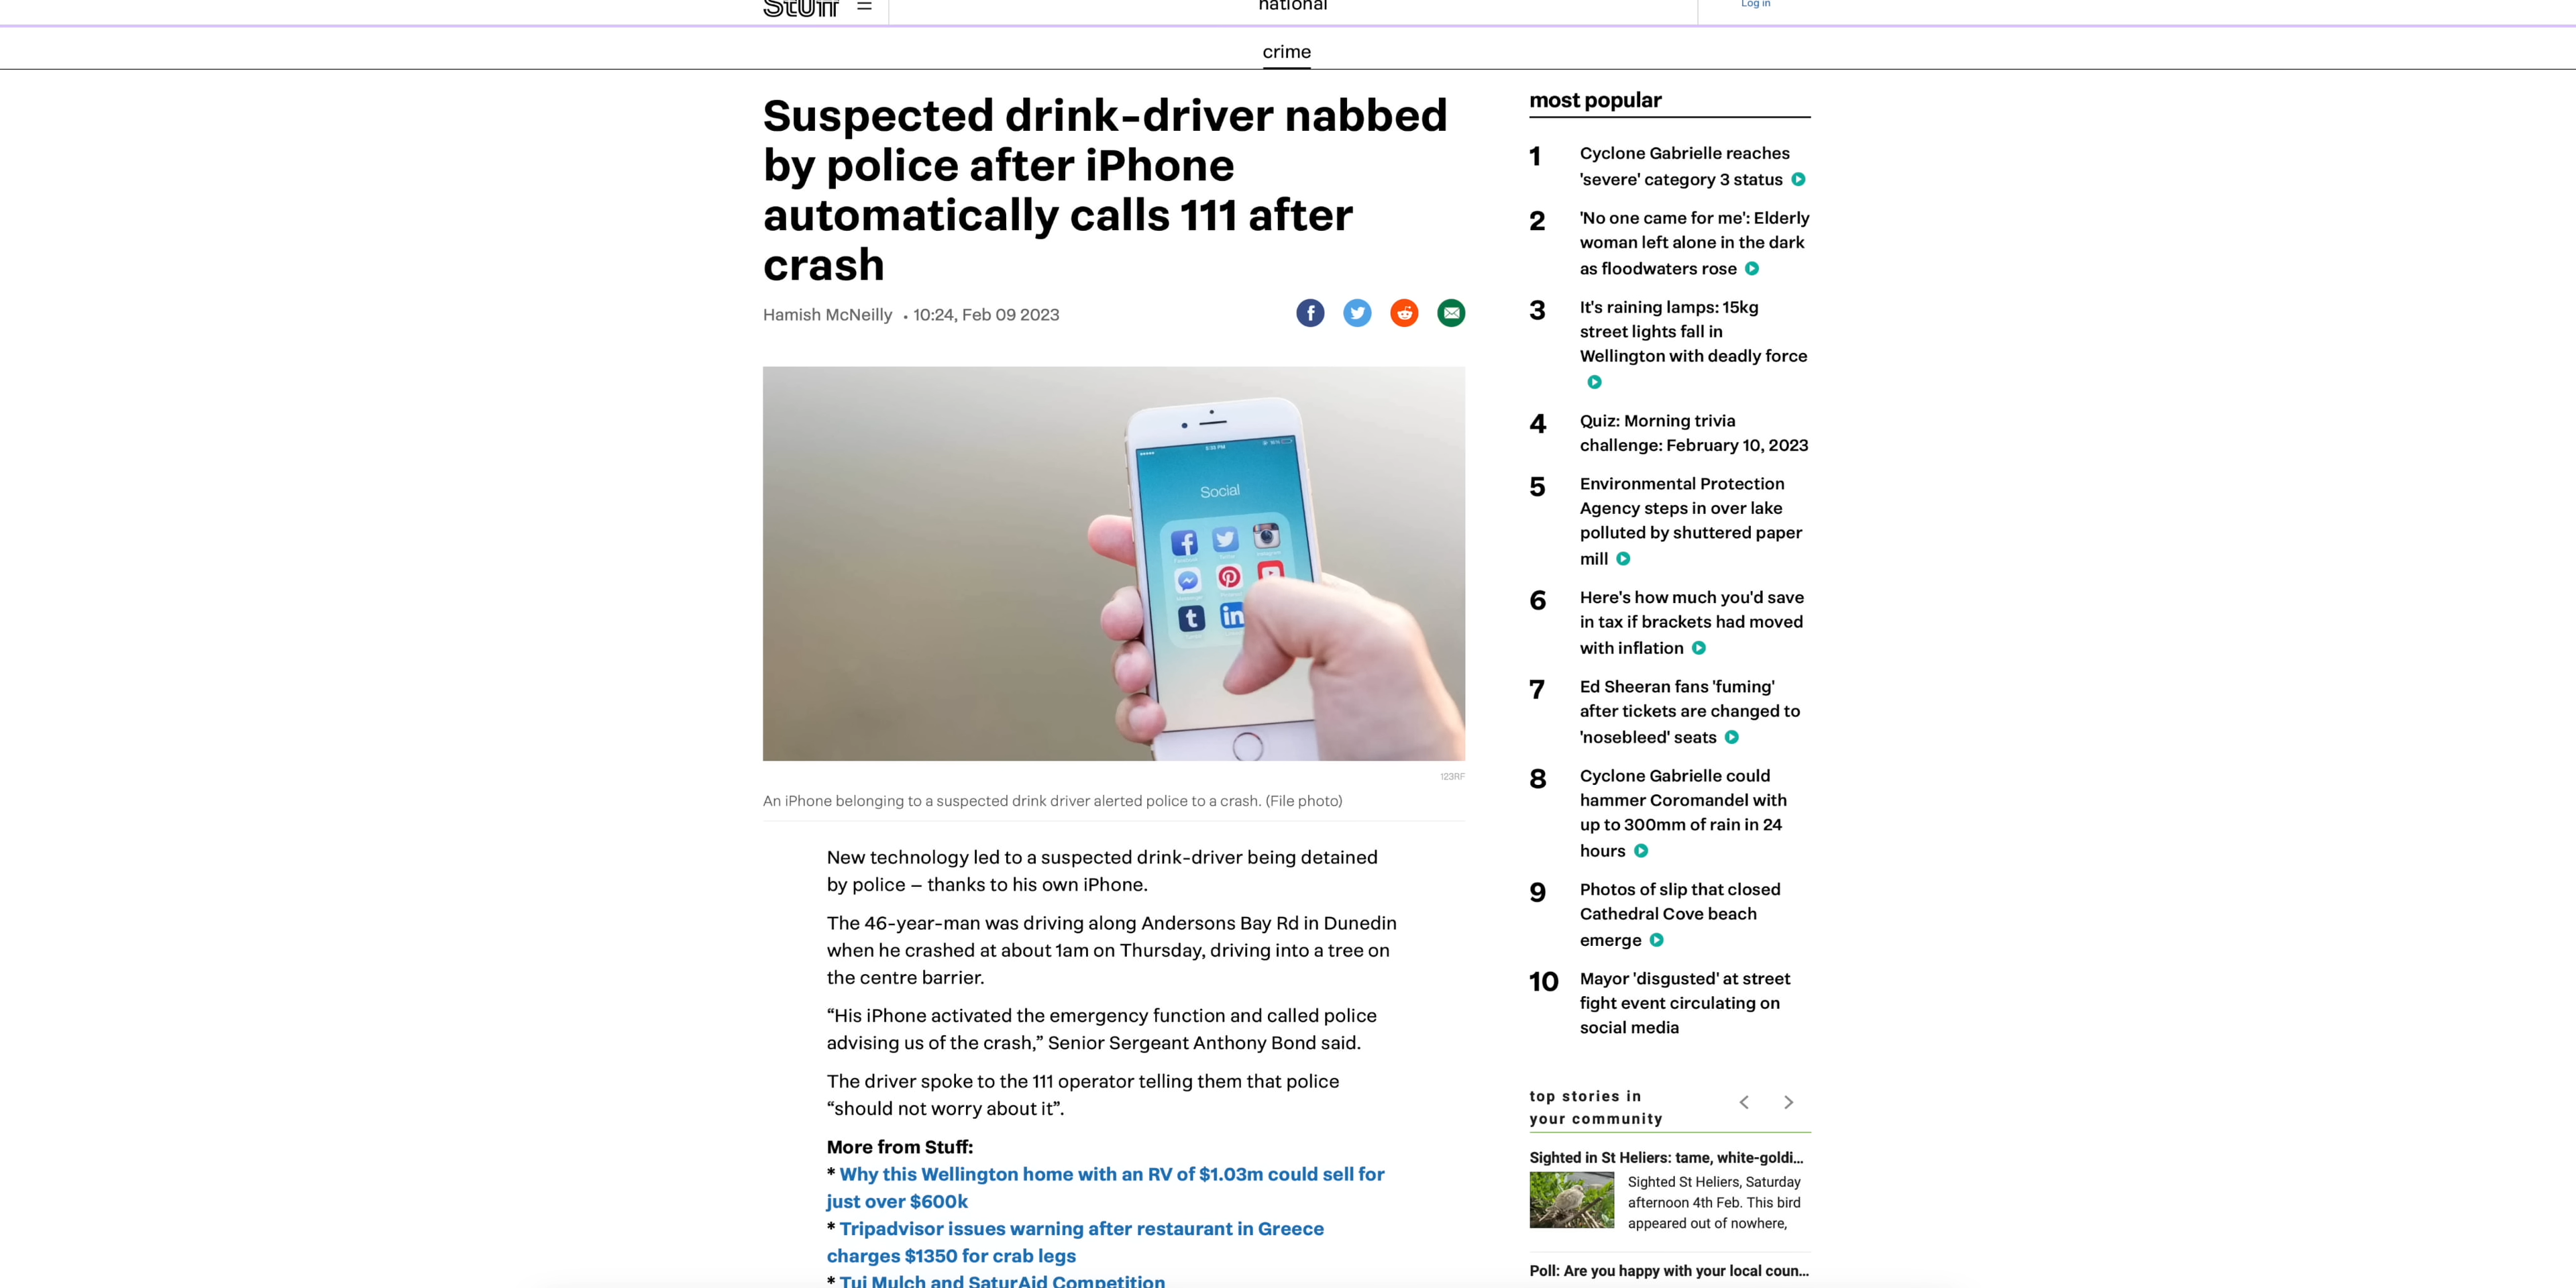 Stuff
national
Log in
crime
Suspected drink-driver nabbed
by police after iPhone
automatically calls 111 after
crash
Hamish McNeilly • 10:24, Feb 09 2023
3:33 PM
Social
123RF
An iPhone belonging to a suspected drink driver alerted police to a crash. (File photo)
New technology led to a suspected drink-driver being detained
by police – thanks to his own iPhone.
The 46-year-man was driving along Andersons Bay Rd in Dunedin
when he crashed at about 1am on Thursday, driving into a tree on
the centre barrier.
“His iPhone activated the emergency function and called police
advising us of the crash,” Senior Sergeant Anthony Bond said.
The driver spoke to the 111 operator telling them that police
“should not worry about it”.
More from Stuff:
* Why this Wellington home with an RV of $1.03m could sell for
just over $600k
* Tripadvisor issues warning after restaurant in Greece
charges $1350 for crab legs
* Tui Mulch and SaturAid Competition
most popular
1 Cyclone Gabrielle reaches
'severe' category 3 status
2 'No one came for me': Elderly
woman left alone in the dark
as floodwaters rose
3 It's raining lamps: 15kg
street lights fall in
Wellington with deadly force
4 Quiz: Morning trivia
challenge: February 10, 2023
5 Environmental Protection
Agency steps in over lake
polluted by shuttered paper
mill
6 Here's how much you'd save
in tax if brackets had moved
with inflation
7 Ed Sheeran fans 'fuming'
after tickets are changed to
'nosebleed' seats
8 Cyclone Gabrielle could
hammer Coromandel with
up to 300mm of rain in 24
hours
9 Photos of slip that closed
Cathedral Cove beach
emerge
10 Mayor 'disgusted' at street
fight event circulating on
social media
top stories in
your community
Sighted in St Heliers: tame, white-goldi...
Sighted St Heliers, Saturday
afternoon 4th Feb. This bird
appeared out of nowhere,
Poll: Are you happy with your local coun...